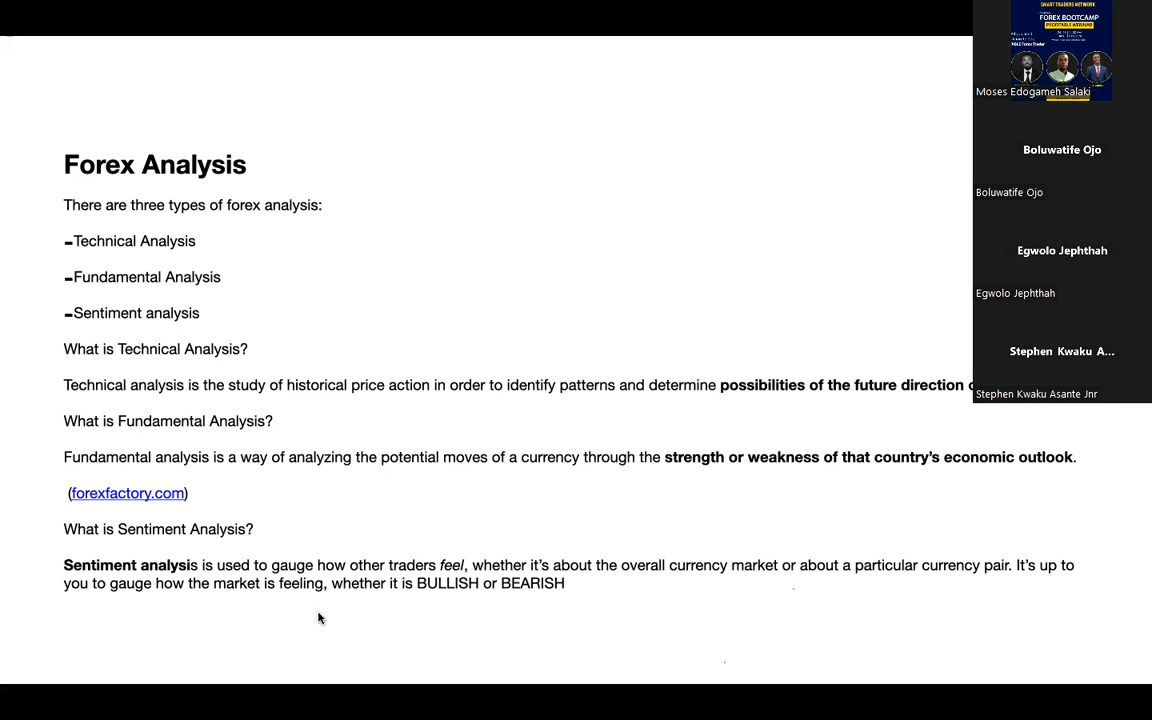 Forex Analysis
There are three types of forex analysis:
-Technical Analysis
-Fundamental Analysis
-Sentiment analysis
What is Technical Analysis?
Technical analysis is the study of historical price action in order to identify patterns and determine possibilities of the future direction
What is Fundamental Analysis?
Fundamental analysis is a way of analyzing the potential moves of a currency through the strength or weakness of that country's economic outlook.
(forexfactory.com)
What is Sentiment Analysis?
Sentiment analysis is used to gauge how other traders feel, whether it's about the overall currency market or about a particular currency pair. It's up to
you to gauge how the market is feeling, whether it is BULLISH or BEARISH
SMART TRADERS NETWORK
FOREX BOOTCAMP
PROFITABLE WEBINAR
Forex Trader
Moses Edogameh Salaki
Boluwatife Ojo
Boluwatife Ojo
Egwolo Jephthah
Egwolo Jephthah
Stephen Kwaku A...
Stephen Kwaku Asante Jnr